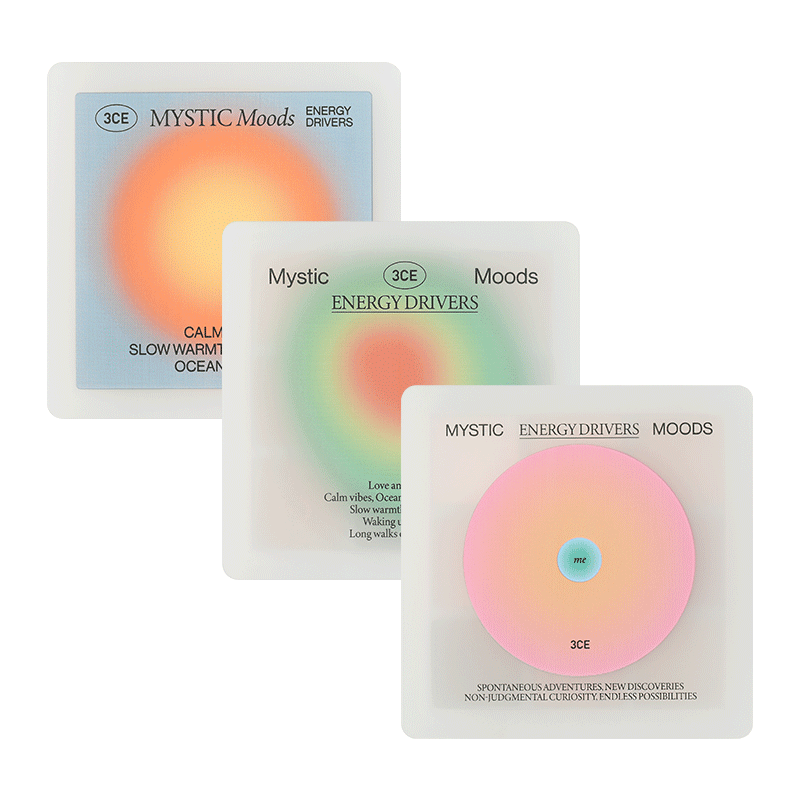 3CE MYSTIC Moods ENERGY DRIVERS
CALM
SLOW WARMT
OCEAN
Mystic 3CE Moods
ENERGY DRIVERS
Love an
Calm vibes, Ocean
Slow warmth
Waking u
Long walks
MYSTIC ENERGY DRIVERS MOODS
me
3CE
SPONTANEOUS ADVENTURES, NEW DISCOVERIES
NON-JUDGMENTAL CURIOSITY, ENDLESS POSSIBILITIES